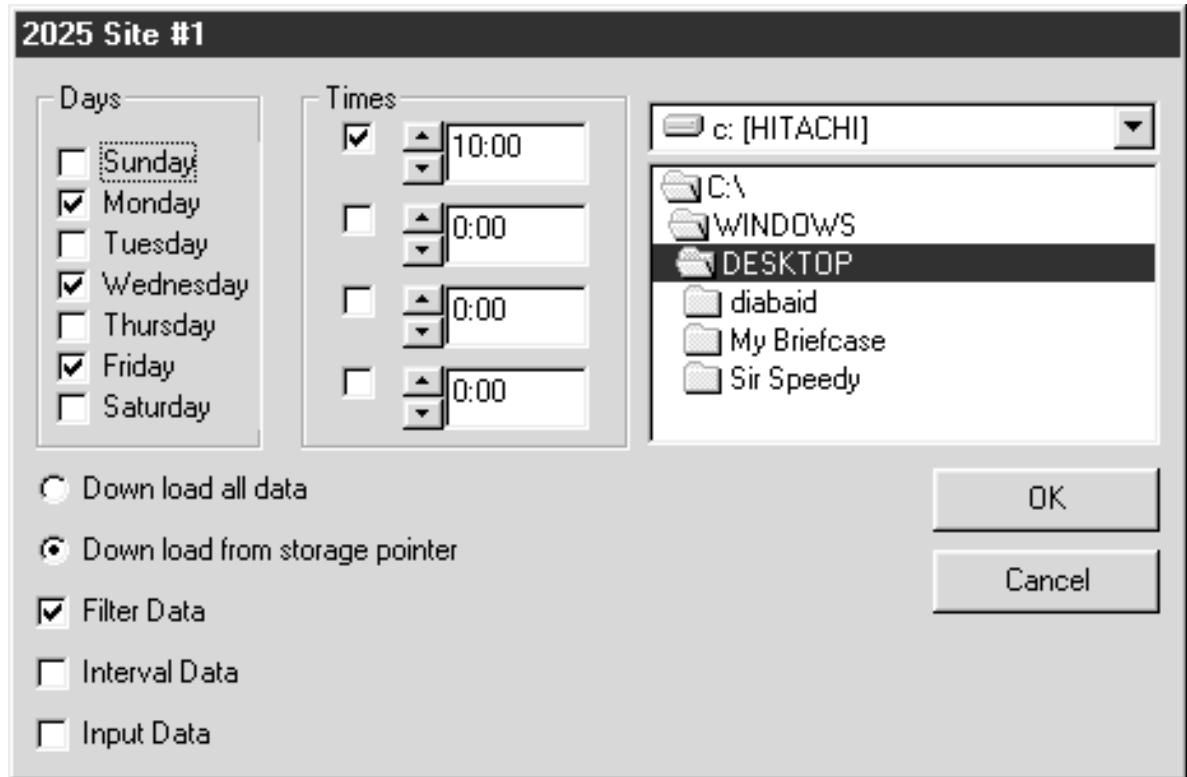 2025 Site #1
Days
Sunday
Monday
Tuesday
Wednesday
Thursday
Friday
Saturday
Times
10:00
0:00
0:00
0:00
c: [HITACHI]
C:\
WINDOWS
DESKTOP
diabaid
My Briefcase
Sir Speedy
Down load all data
Down load from storage pointer
Filter Data
Interval Data
Input Data
OK
Cancel